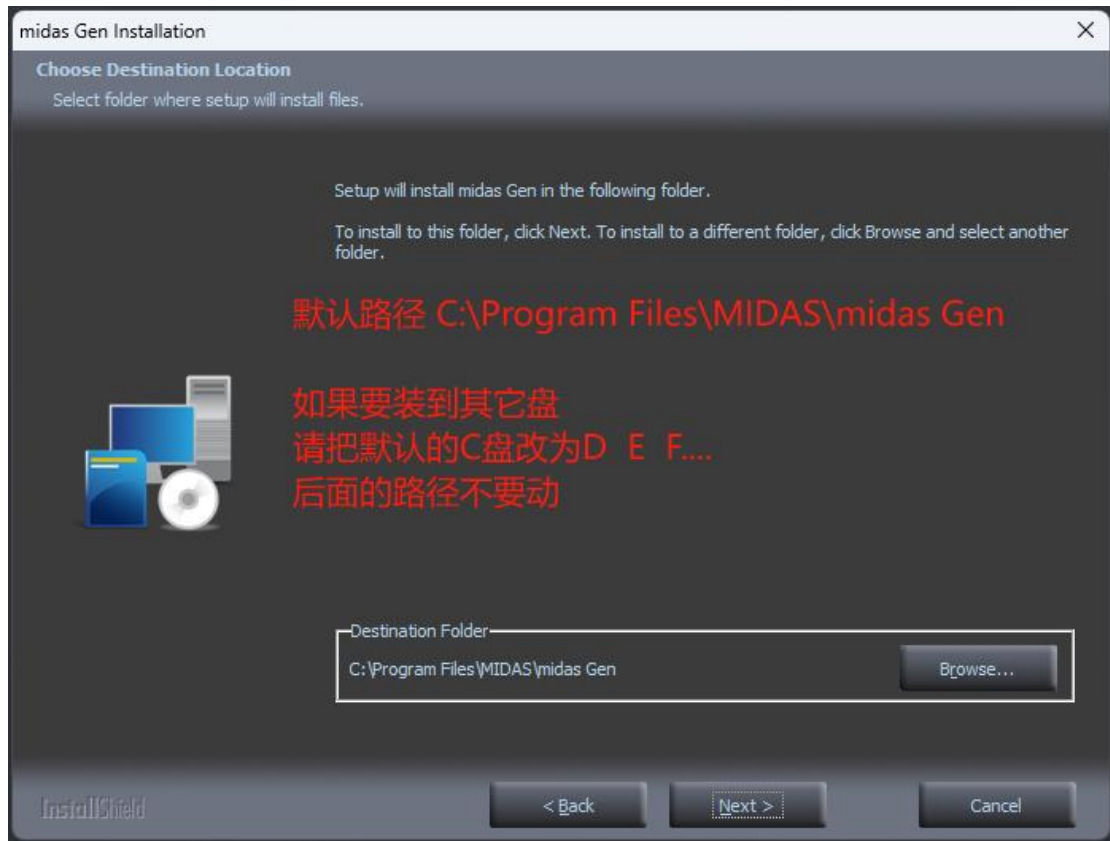 midas Gen Installation
Choose Destination Location
Select folder where setup will install files.
Setup will install midas Gen in the following folder.
To install to this folder, click Next. To install to a different folder, click Browse and select another
folder.
默认路径 C:\Program Files\MIDAS\midas Gen
如果要装到其它盘
请把默认的C盘改为D E F....
后面的路径不要动
Destination Folder
C:\Program Files\MIDAS\midas Gen
Browse...
InstallShield
< Back
Next >
Cancel